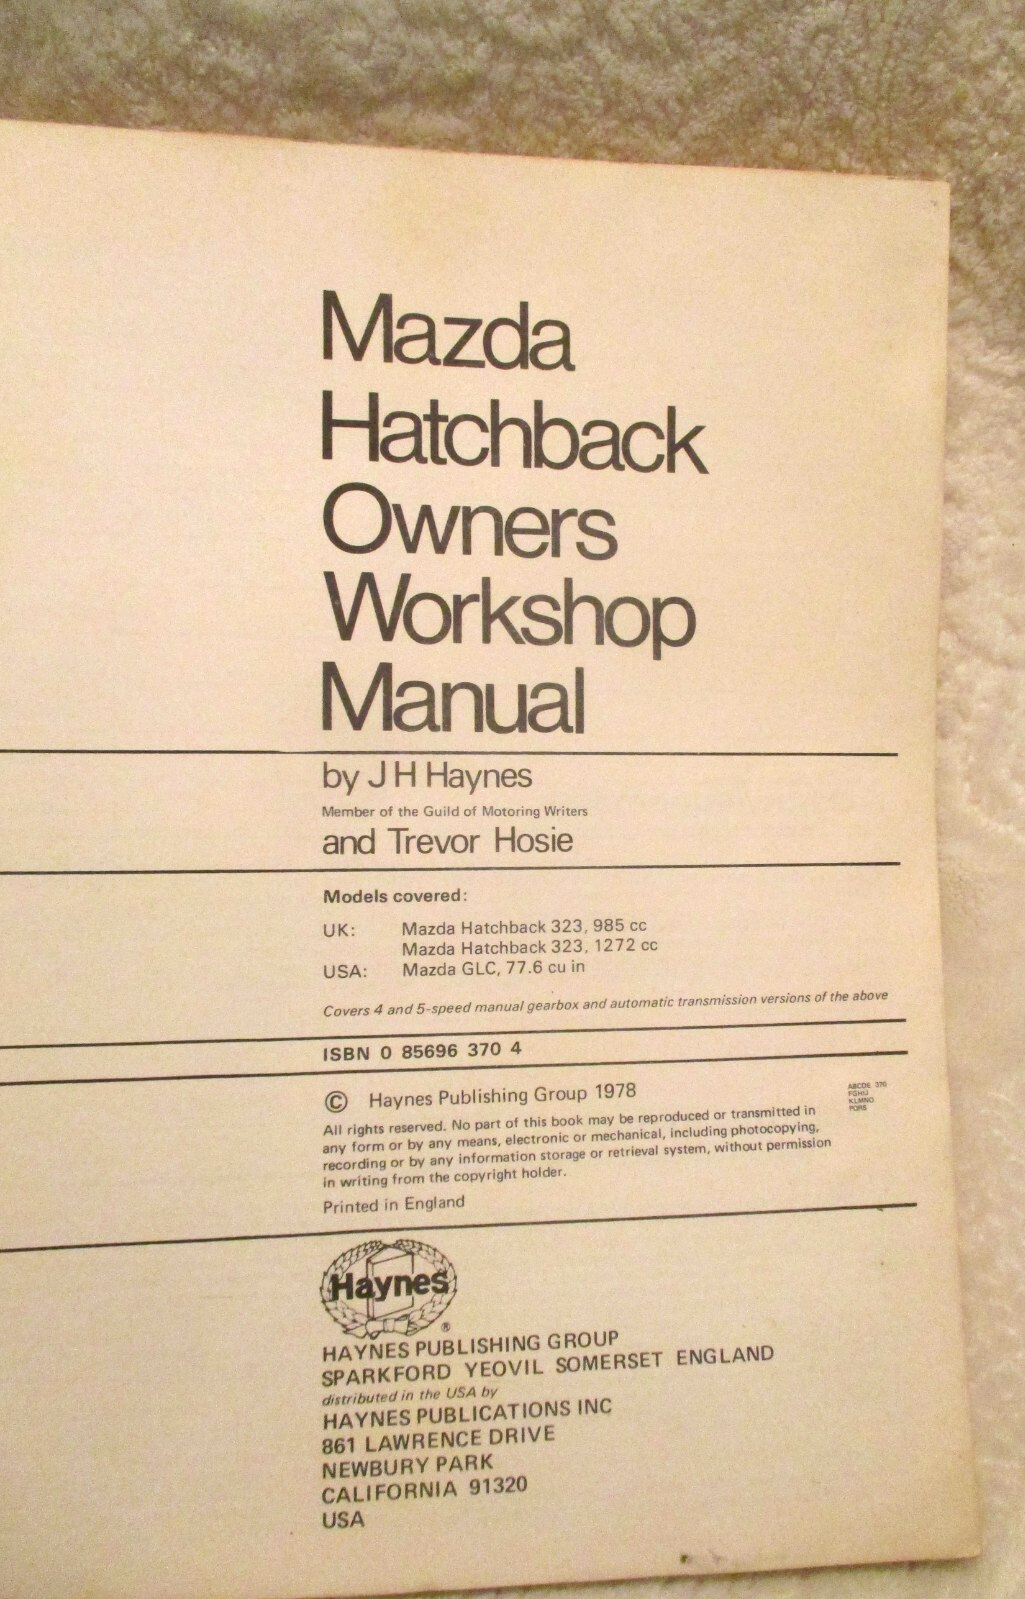 Mazda
Hatchback
Owners
Workshop
Manual
by J H Haynes
Member of the Guild of Motoring Writers
and Trevor Hosie
Models covered:
UK: Mazda Hatchback 323, 985 cc
Mazda Hatchback 323, 1272 cc
USA: Mazda GLC, 77.6 cu in
Covers 4 and 5-speed manual gearbox and automatic transmission versions of the above
ISBN 0 85696 370 4
© Haynes Publishing Group 1978
ABCDE 370
FGHIJ
KLMNO
PQRS
All rights reserved. No part of this book may be reproduced or transmitted in
any form or by any means, electronic or mechanical, including photocopying,
recording or by any information storage or retrieval system, without permission
in writing from the copyright holder.
Printed in England
Haynes
®
HAYNES PUBLISHING GROUP
SPARKFORD YEOVIL SOMERSET ENGLAND
distributed in the USA by
HAYNES PUBLICATIONS INC
861 LAWRENCE DRIVE
NEWBURY PARK
CALIFORNIA 91320
USA